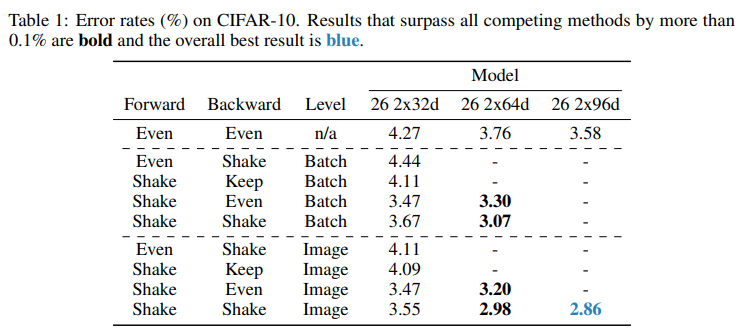 Table 1: Error rates (%) on CIFAR-10. Results that surpass all competing methods by more than
0.1% are bold and the overall best result is blue.
Model
Forward Backward Level 26 2x32d 26 2x64d 26 2x96d
Even Even n/a 4.27 3.76 3.58
Even Shake Batch 4.44 - -
Shake Keep Batch 4.11 - -
Shake Even Batch 3.47 3.30 -
Shake Shake Batch 3.67 3.07 -
Even Shake Image 4.11 - -
Shake Keep Image 4.09 - -
Shake Even Image 3.47 3.20 -
Shake Shake Image 3.55 2.98 2.86